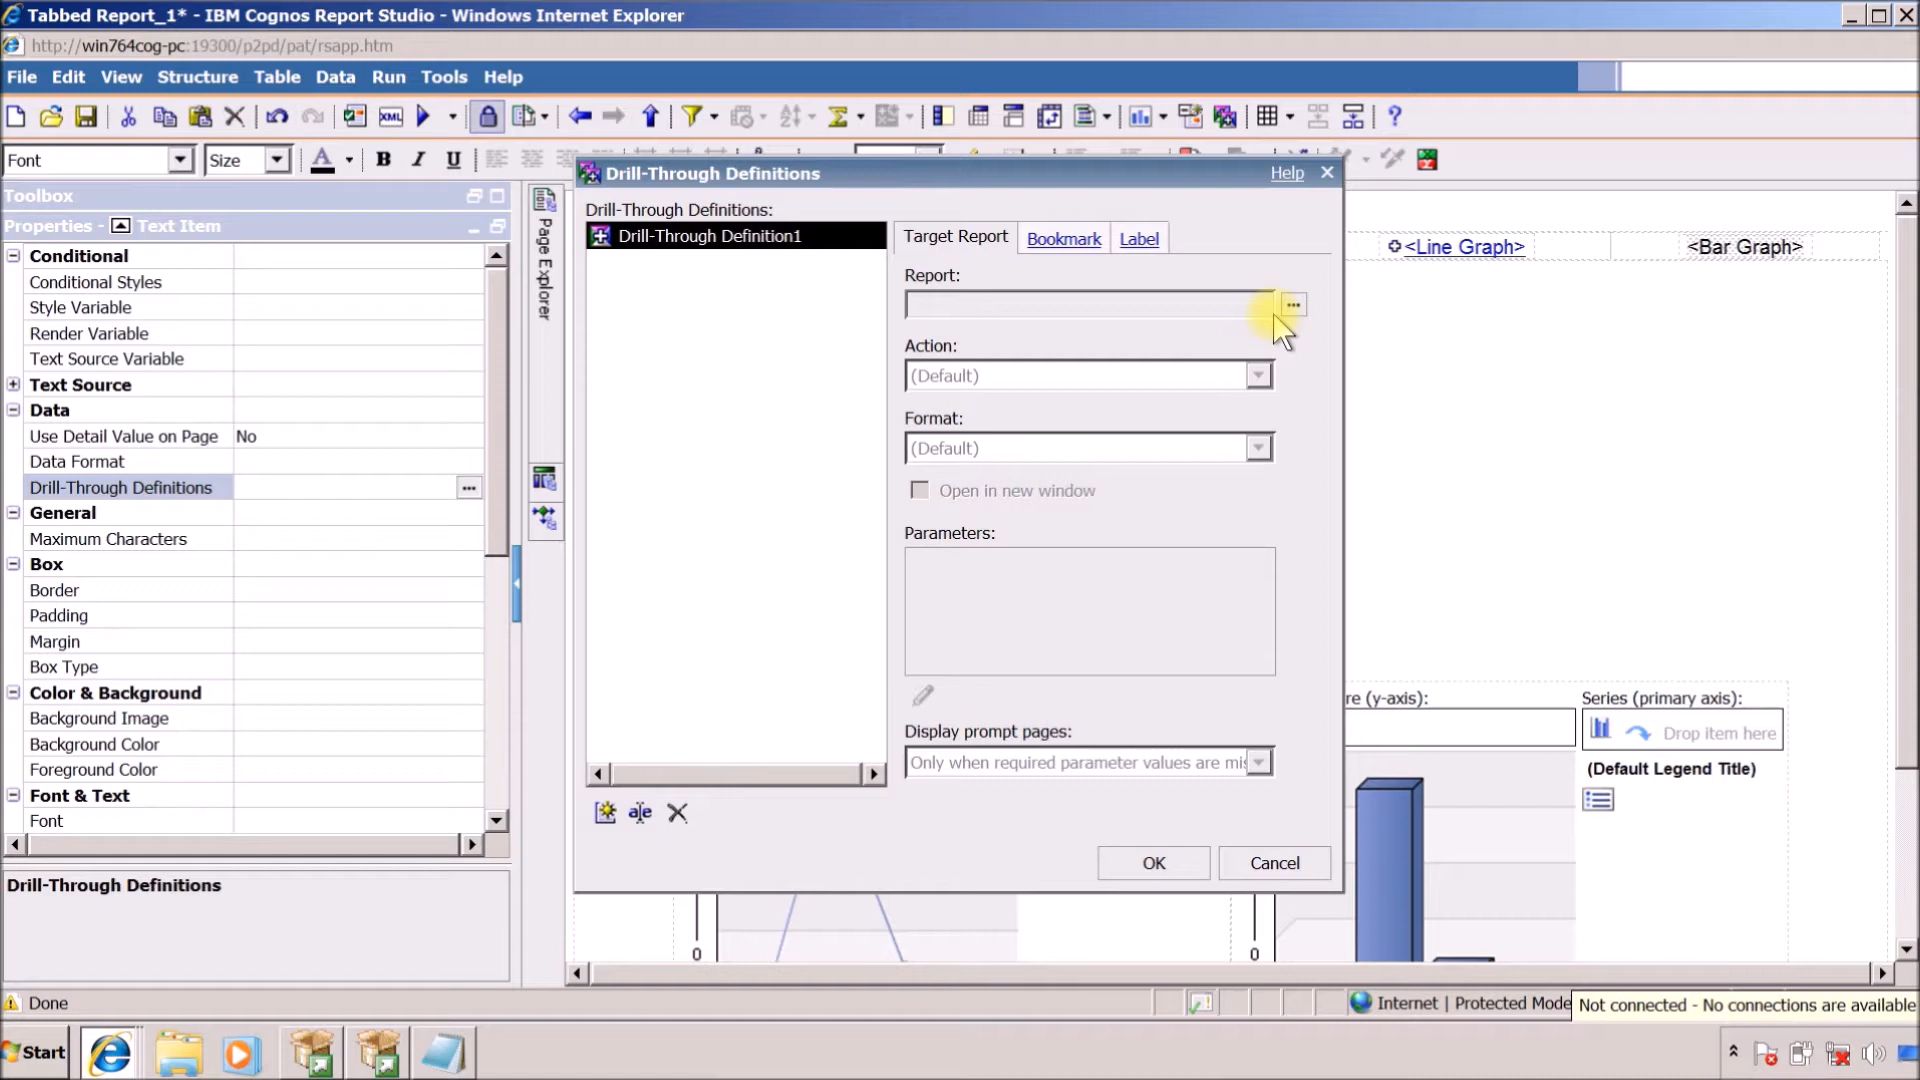 Tabbed Report_1* - IBM Cognos Report Studio - Windows Internet Explorer
http://win764cog-pc:19300/p2pd/pat/rsapp.htm
File Edit View Structure Table Data Run Tools Help
XML
Font Size A B I U
Toolbox
Properties - Text Item
Conditional
Conditional Styles
Style Variable
Render Variable
Text Source Variable
Text Source
Data
Use Detail Value on Page No
Data Format
Drill-Through Definitions ...
General
Maximum Characters
Box
Border
Padding
Margin
Box Type
Color & Background
Background Image
Background Color
Foreground Color
Font & Text
Font
Drill-Through Definitions
Page Explorer
Drill-Through Definitions Help
Drill-Through Definitions:
Drill-Through Definition1
Target Report Bookmark Label
Report:
...
Action:
(Default)
Format:
(Default)
Open in new window
Parameters:
Display prompt pages:
Only when required parameter values are mis
a|e
OK Cancel
<Line Graph> <Bar Graph>
re (y-axis): Series (primary axis):
Drop item here
(Default Legend Title)
0 0
Done Internet | Protected Mode Not connected - No connections are available
Start